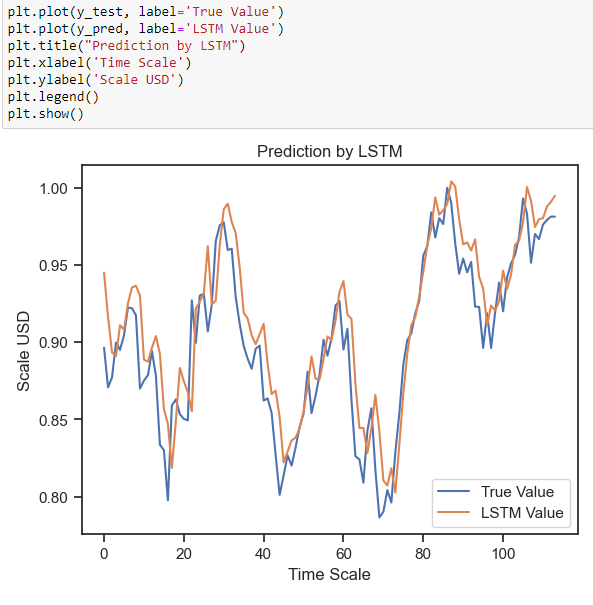 plt.plot(y_test, label='True Value')
plt.plot(y_pred, label='LSTM Value')
plt.title("Prediction by LSTM")
plt.xlabel('Time Scale')
plt.ylabel('Scale USD')
plt.legend()
plt.show()
Prediction by LSTM
1.00
0.95
0.90
0.85
0.80
Scale USD
0 20 40 60 80 100
Time Scale
True Value
LSTM Value